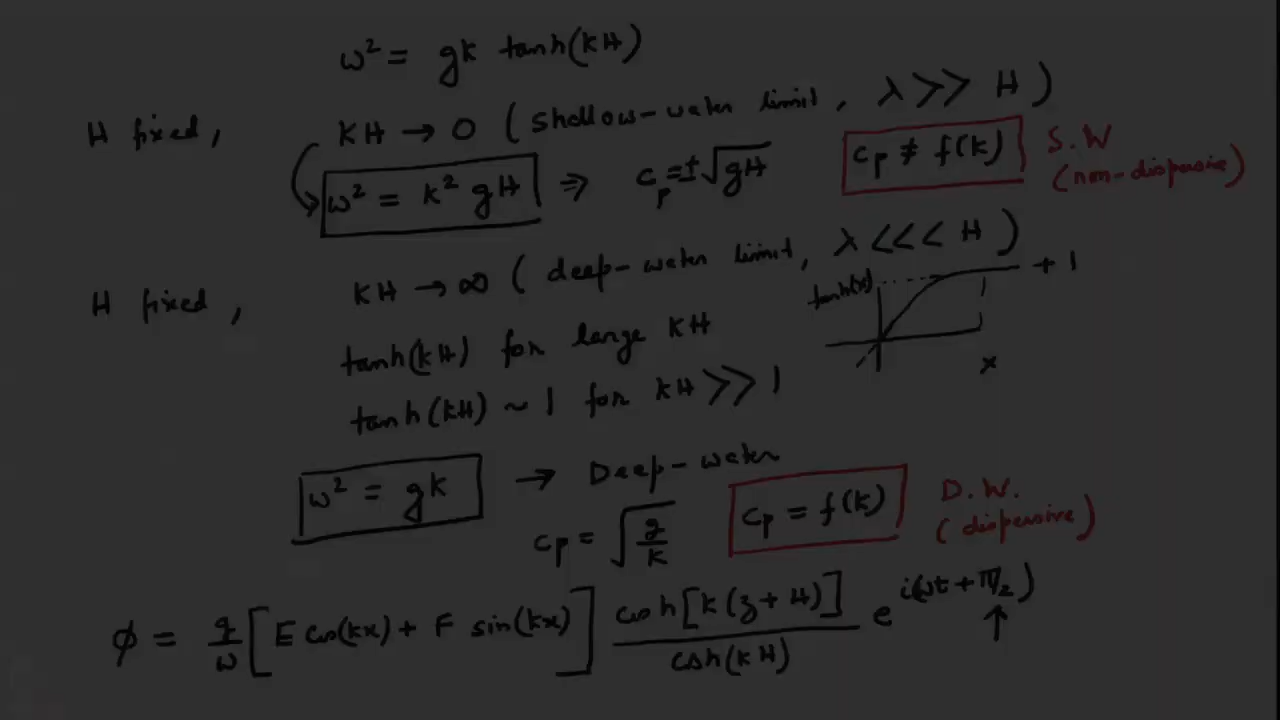 ω² = gk tanh(kH)
H fixed, KH → 0 (shallow-water limit, λ >> H)
ω² = k² gH ⇒ c_p = ±√gH c_p ≠ f(k) S.W
(non-dispersive)
H fixed, KH → ∞ (deep-water limit, λ <<< H)
tanh(x) + 1
tanh(kH) for large KH
x
tanh(kH) ~ 1 for kH >> 1
ω² = gk → Deep-water
c_p = √(g/k) c_p = f(k) D.W.
(dispersive)
φ = g/ω [E cos(kx) + F sin(kx)] cosh[k(z+H)]/cosh(kH) e^{i(ωt + π/2)}
↑